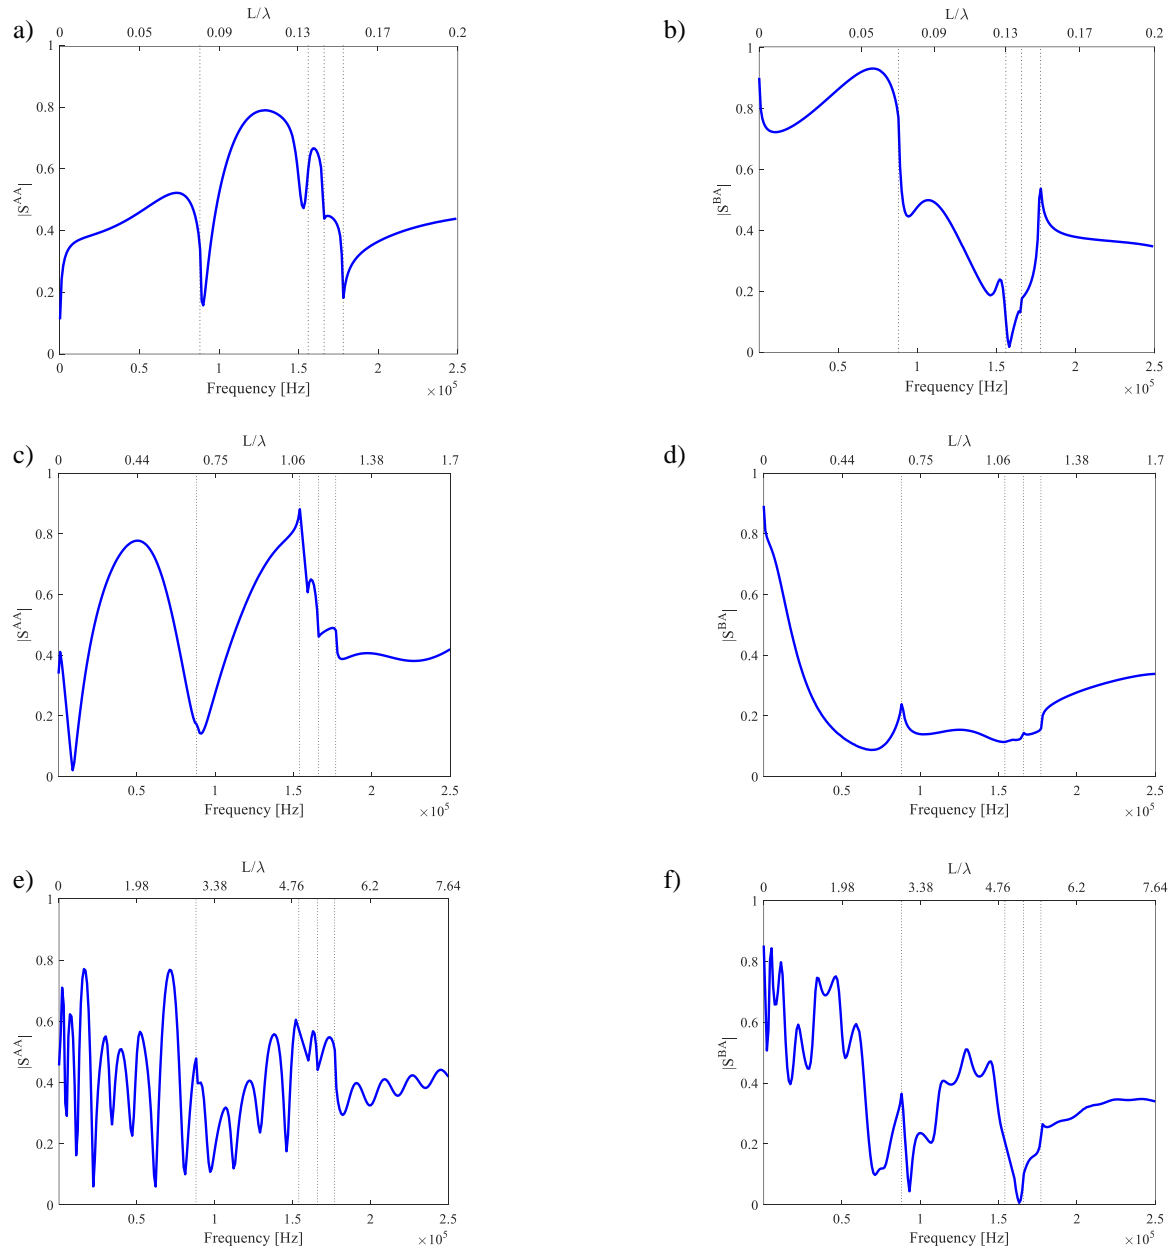 a)
L/λ
0 0.05 0.09 0.13 0.17 0.2
1
0.8
0.6
|S^AA|
0.4
0.2
0
0 0.5 1 1.5 2 2.5
Frequency [Hz]
×10^5
b)
L/λ
0 0.05 0.09 0.13 0.17 0.2
1
0.8
0.6
|S^BA|
0.4
0.2
0
0.5 1 1.5 2 2.5
Frequency [Hz]
×10^5
c)
L/λ
0 0.44 0.75 1.06 1.38 1.7
1
0.8
0.6
|S^AA|
0.4
0.2
0
0.5 1 1.5 2 2.5
Frequency [Hz]
×10^5
d)
L/λ
0 0.44 0.75 1.06 1.38 1.7
1
0.8
0.6
|S^BA|
0.4
0.2
0
0.5 1 1.5 2 2.5
Frequency [Hz]
×10^5
e)
L/λ
0 1.98 3.38 4.76 6.2 7.64
1
0.8
0.6
|S^AA|
0.4
0.2
0
0.5 1 1.5 2 2.5
Frequency [Hz]
×10^5
f)
L/λ
0 1.98 3.38 4.76 6.2 7.64
1
0.8
0.6
|S^BA|
0.4
0.2
0
0.5 1 1.5 2 2.5
Frequency [Hz]
×10^5